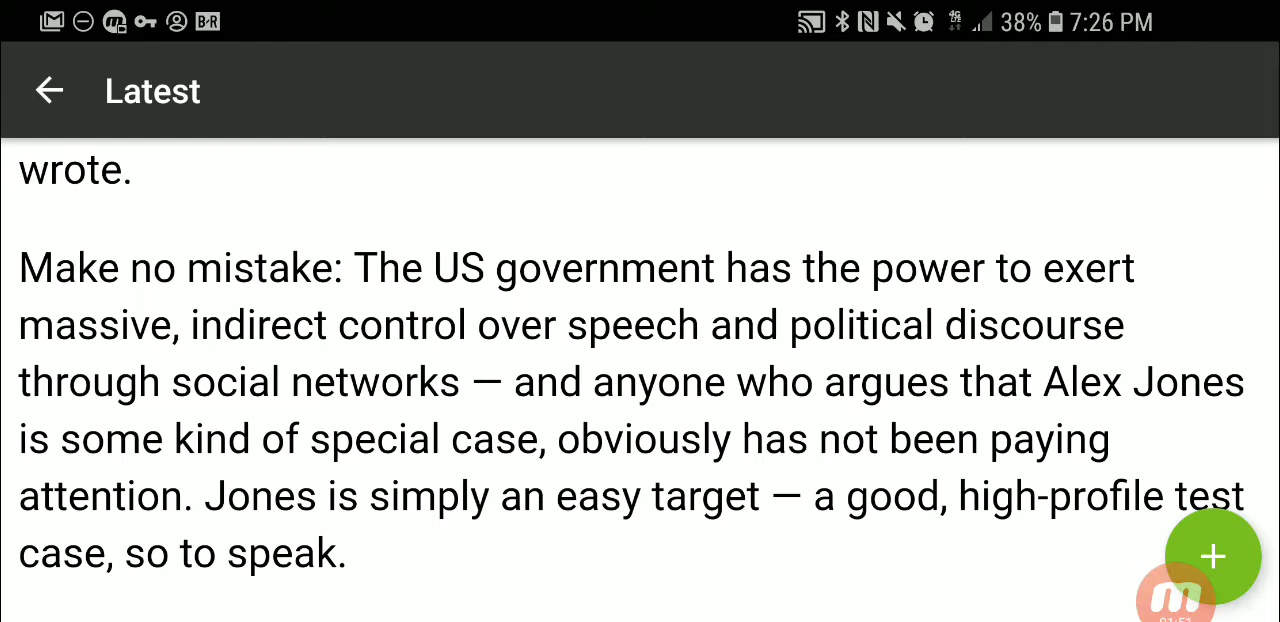 B/R 4G 38% 7:26 PM
Latest
wrote.
Make no mistake: The US government has the power to exert
massive, indirect control over speech and political discourse
through social networks — and anyone who argues that Alex Jones
is some kind of special case, obviously has not been paying
attention. Jones is simply an easy target — a good, high-profile test
case, so to speak.
01:51